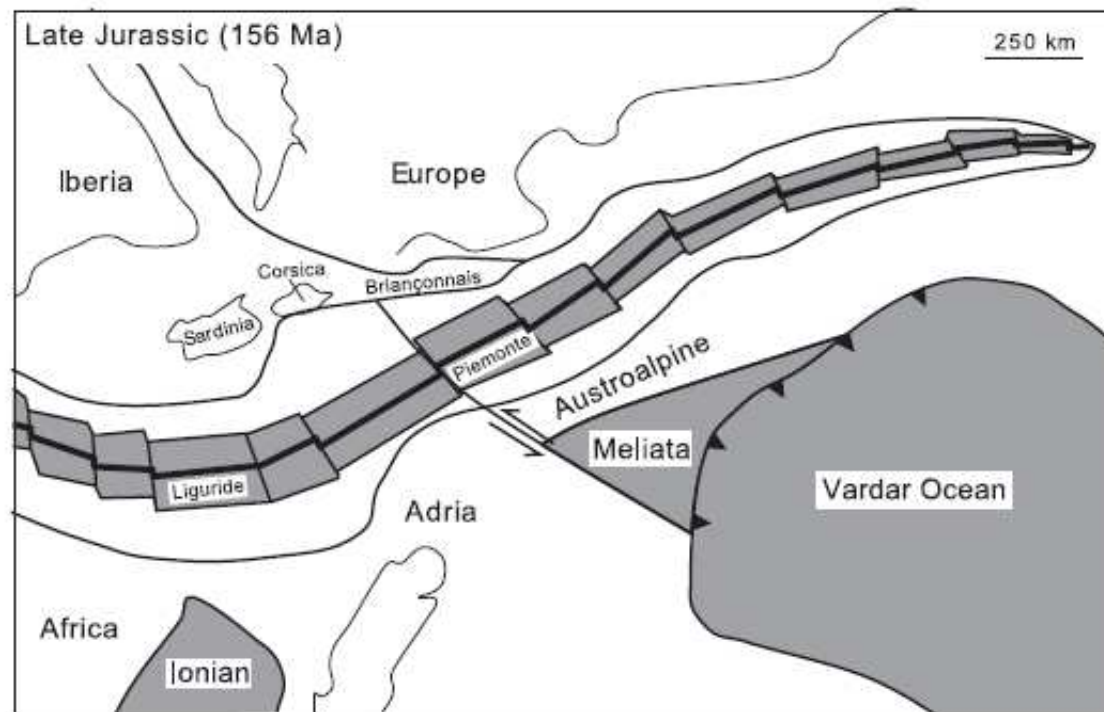 Late Jurassic (156 Ma)
250 km
Iberia
Europe
Corsica
Briançonnais
Sardinia
Piemonte
Austroalpine
Meliata
Liguride
Vardar Ocean
Adria
Africa
Ionian